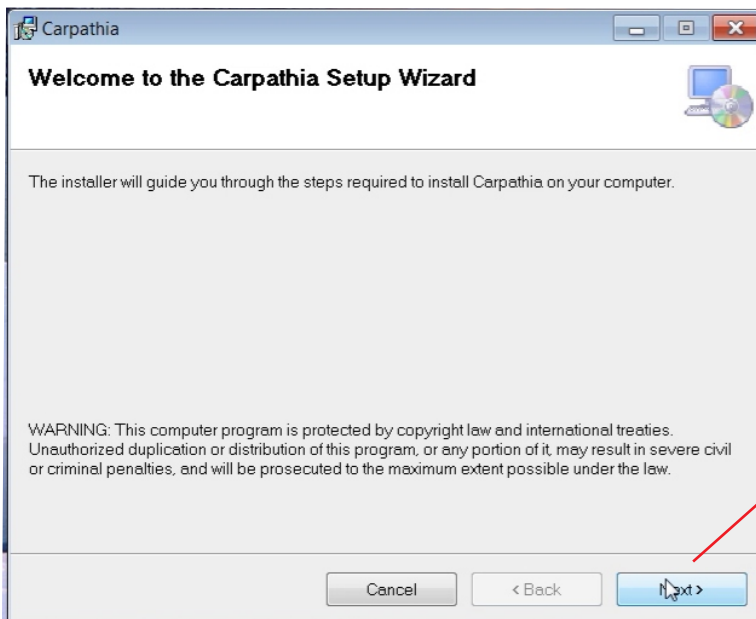 Carpathia
Welcome to the Carpathia Setup Wizard
The installer will guide you through the steps required to install Carpathia on your computer.
WARNING: This computer program is protected by copyright law and international treaties.
Unauthorized duplication or distribution of this program, or any portion of it, may result in severe civil
or criminal penalties, and will be prosecuted to the maximum extent possible under the law.
Cancel
< Back
Next >